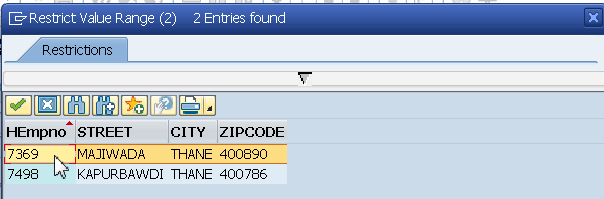 Restrict Value Range (2) 2 Entries found
Restrictions
HEmpno STREET CITY ZIPCODE
7369 MAJIWADA THANE 400890
7498 KAPURBAWDI THANE 400786